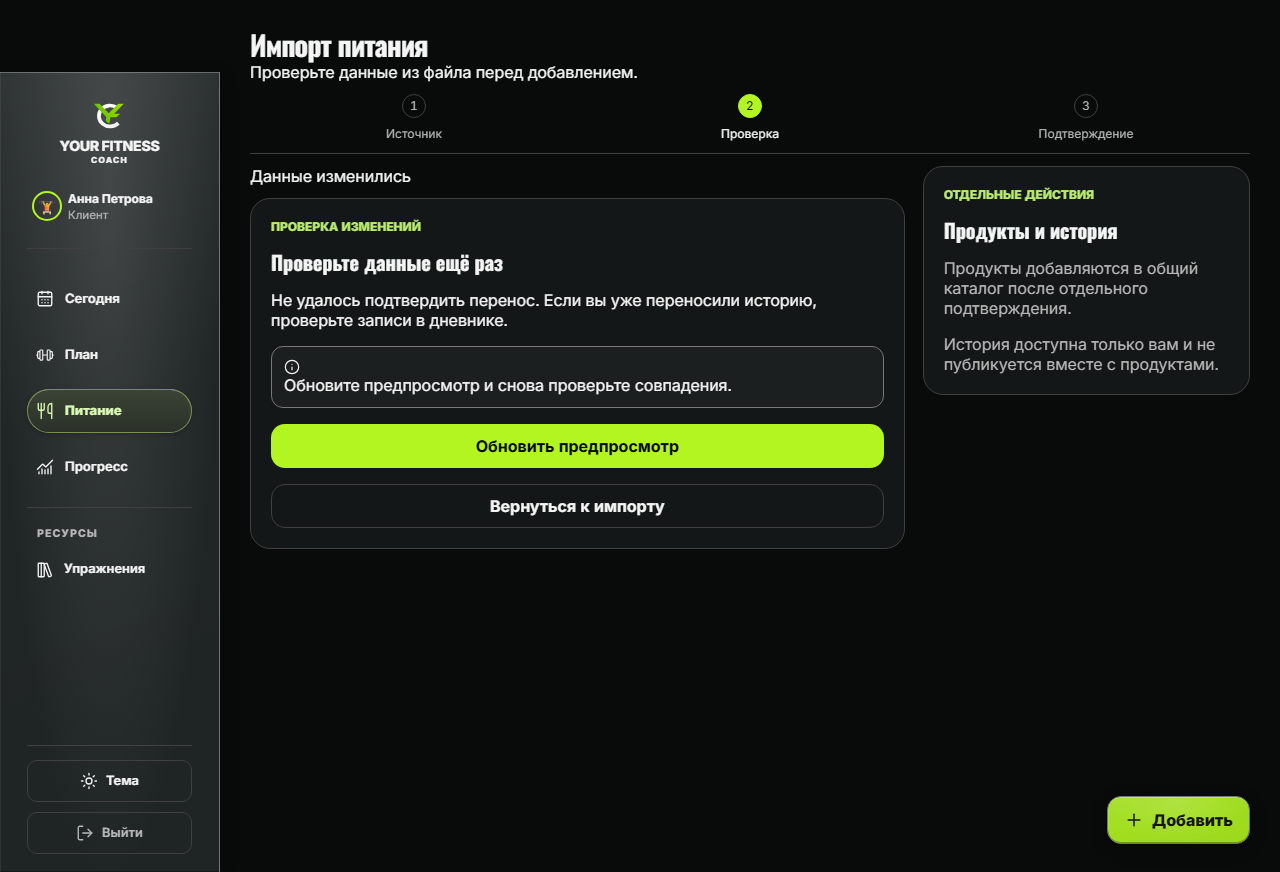 Импорт питания
Проверьте данные из файла перед добавлением.
1
Источник
2
Проверка
3
Подтверждение
YOUR FITNESS
COACH
Анна Петрова
Клиент
Сегодня
План
Питание
Прогресс
РЕСУРСЫ
Упражнения
Тема
Выйти
Данные изменились
ПРОВЕРКА ИЗМЕНЕНИЙ
Проверьте данные ещё раз
Не удалось подтвердить перенос. Если вы уже переносили историю,
проверьте записи в дневнике.
Обновите предпросмотр и снова проверьте совпадения.
Обновить предпросмотр
Вернуться к импорту
ОТДЕЛЬНЫЕ ДЕЙСТВИЯ
Продукты и история
Продукты добавляются в общий
каталог после отдельного
подтверждения.
История доступна только вам и не
публикуется вместе с продуктами.
Добавить